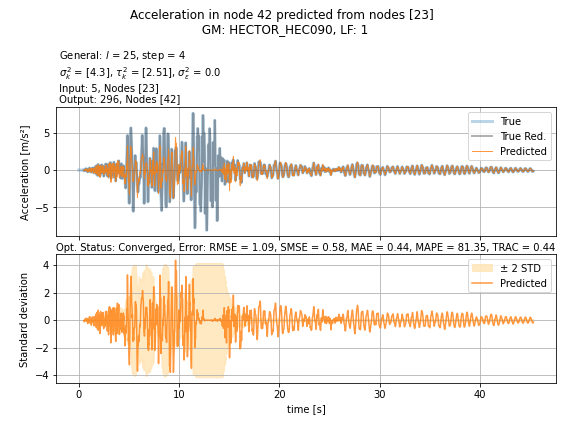 Acceleration in node 42 predicted from nodes [23]
GM: HECTOR_HEC090, LF: 1
General: l = 25, step = 4
σ²_k = [4.3], τ²_k = [2.51], σ²_ε = 0.0
Input: 5, Nodes [23]
Output: 296, Nodes [42]
True
True Red.
Predicted
Acceleration [m/s²]
5
0
−5
Opt. Status: Converged, Error: RMSE = 1.09, SMSE = 0.58, MAE = 0.44, MAPE = 81.35, TRAC = 0.44
± 2 STD
Predicted
Standard deviation
4
2
0
−2
−4
0 10 20 30 40
time [s]